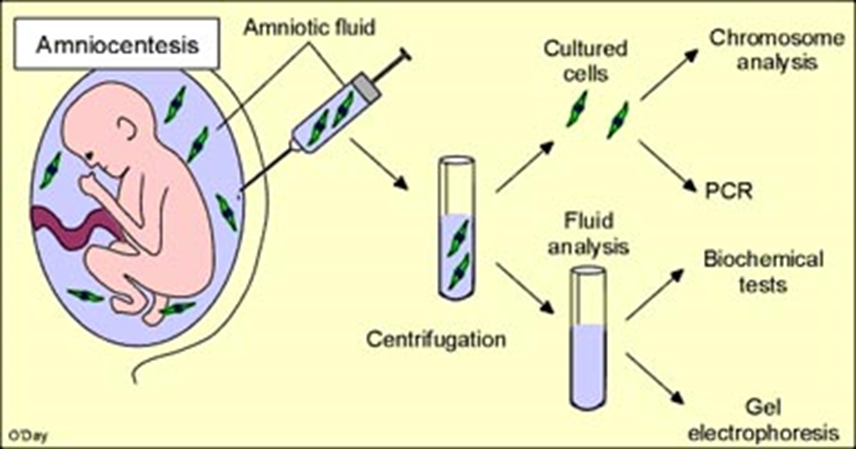 Amniocentesis
Amniotic fluid
Cultured
cells
Chromosome
analysis
PCR
Fluid
analysis
Biochemical
tests
Centrifugation
Gel
electrophoresis
O'Day